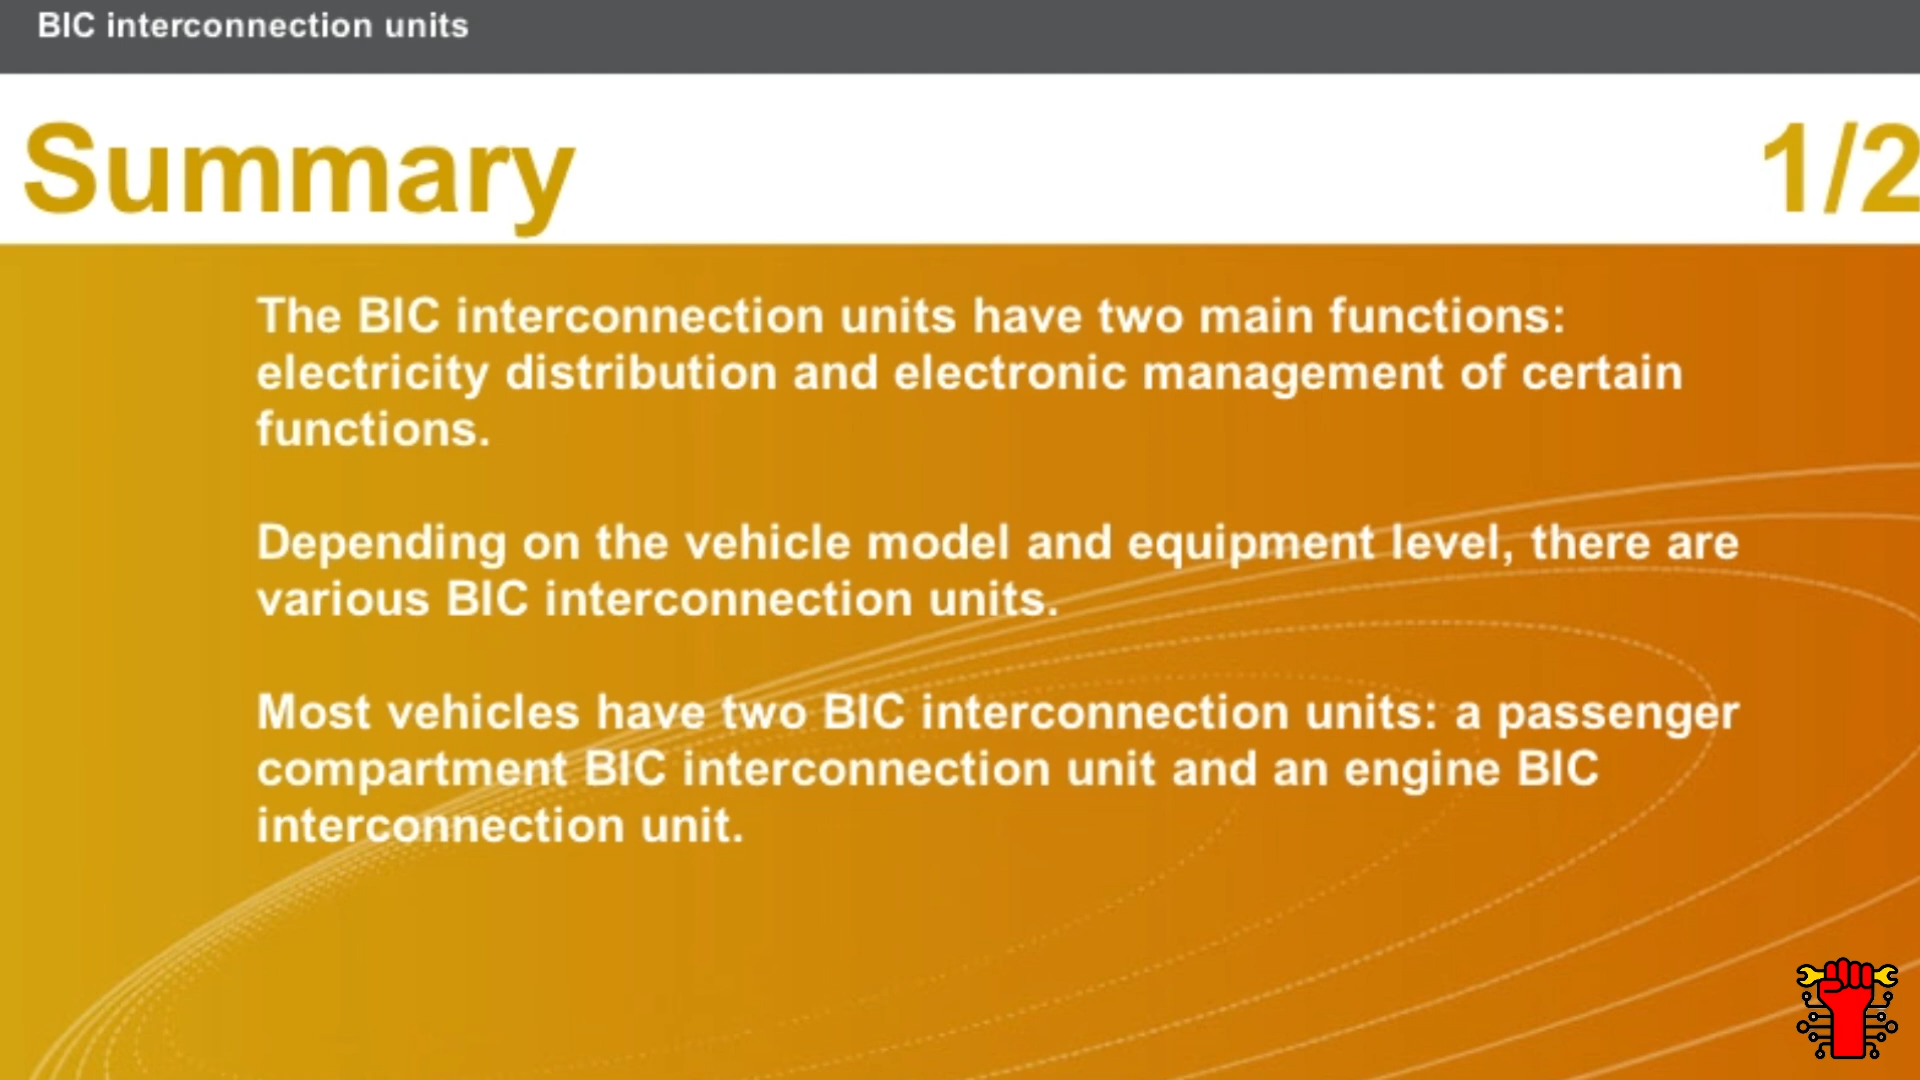 BIC interconnection units
Summary 1/2
The BIC interconnection units have two main functions:
electricity distribution and electronic management of certain
functions.
Depending on the vehicle model and equipment level, there are
various BIC interconnection units.
Most vehicles have two BIC interconnection units: a passenger
compartment BIC interconnection unit and an engine BIC
interconnection unit.